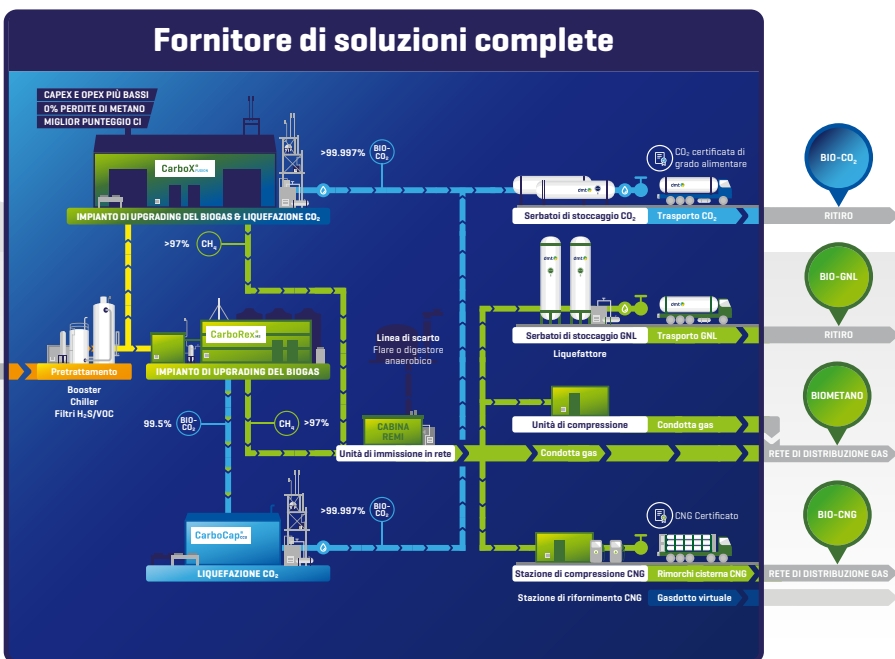 Fornitore di soluzioni complete
CAPEX E OPEX PIÙ BASSI
0% PERDITE DI METANO
MIGLIOR PUNTEGGIO CI
CarboX
>99.997%
BIO-
CO₂
CO₂ certificata di
grado alimentare
BIO-CO₂
dmt
dmt
IMPIANTO DI UPGRADING DEL BIOGAS & LIQUEFAZIONE CO₂
Serbatoi di stoccaggio CO₂
Trasporto CO₂
RITIRO
>97%
CH₄
dmt
dmt
dmt
BIO-GNL
CarboRex
Linea di scarto
Flare o digestore
anaerobico
Serbatoi di stoccaggio GNL
Trasporto GNL
RITIRO
Liquefattore
Pretrattamento
IMPIANTO DI UPGRADING DEL BIOGAS
Booster
Chiller
Filtri H₂S/VOC
BIOMETANO
99.5%
BIO-
CO₂
CH₄
>97%
CABINA
REMI
Unità di compressione
Condotta gas
Unità di immissione in rete
Condotta gas
RETE DI DISTRIBUZIONE GAS
>99.997%
BIO-
CO₂
CNG Certificato
BIO-CNG
CarboCap
LIQUEFAZIONE CO₂
Stazione di compressione CNG
Rimorchi cisterna CNG
RETE DI DISTRIBUZIONE GAS
Stazione di rifornimento CNG
Gasdotto virtuale